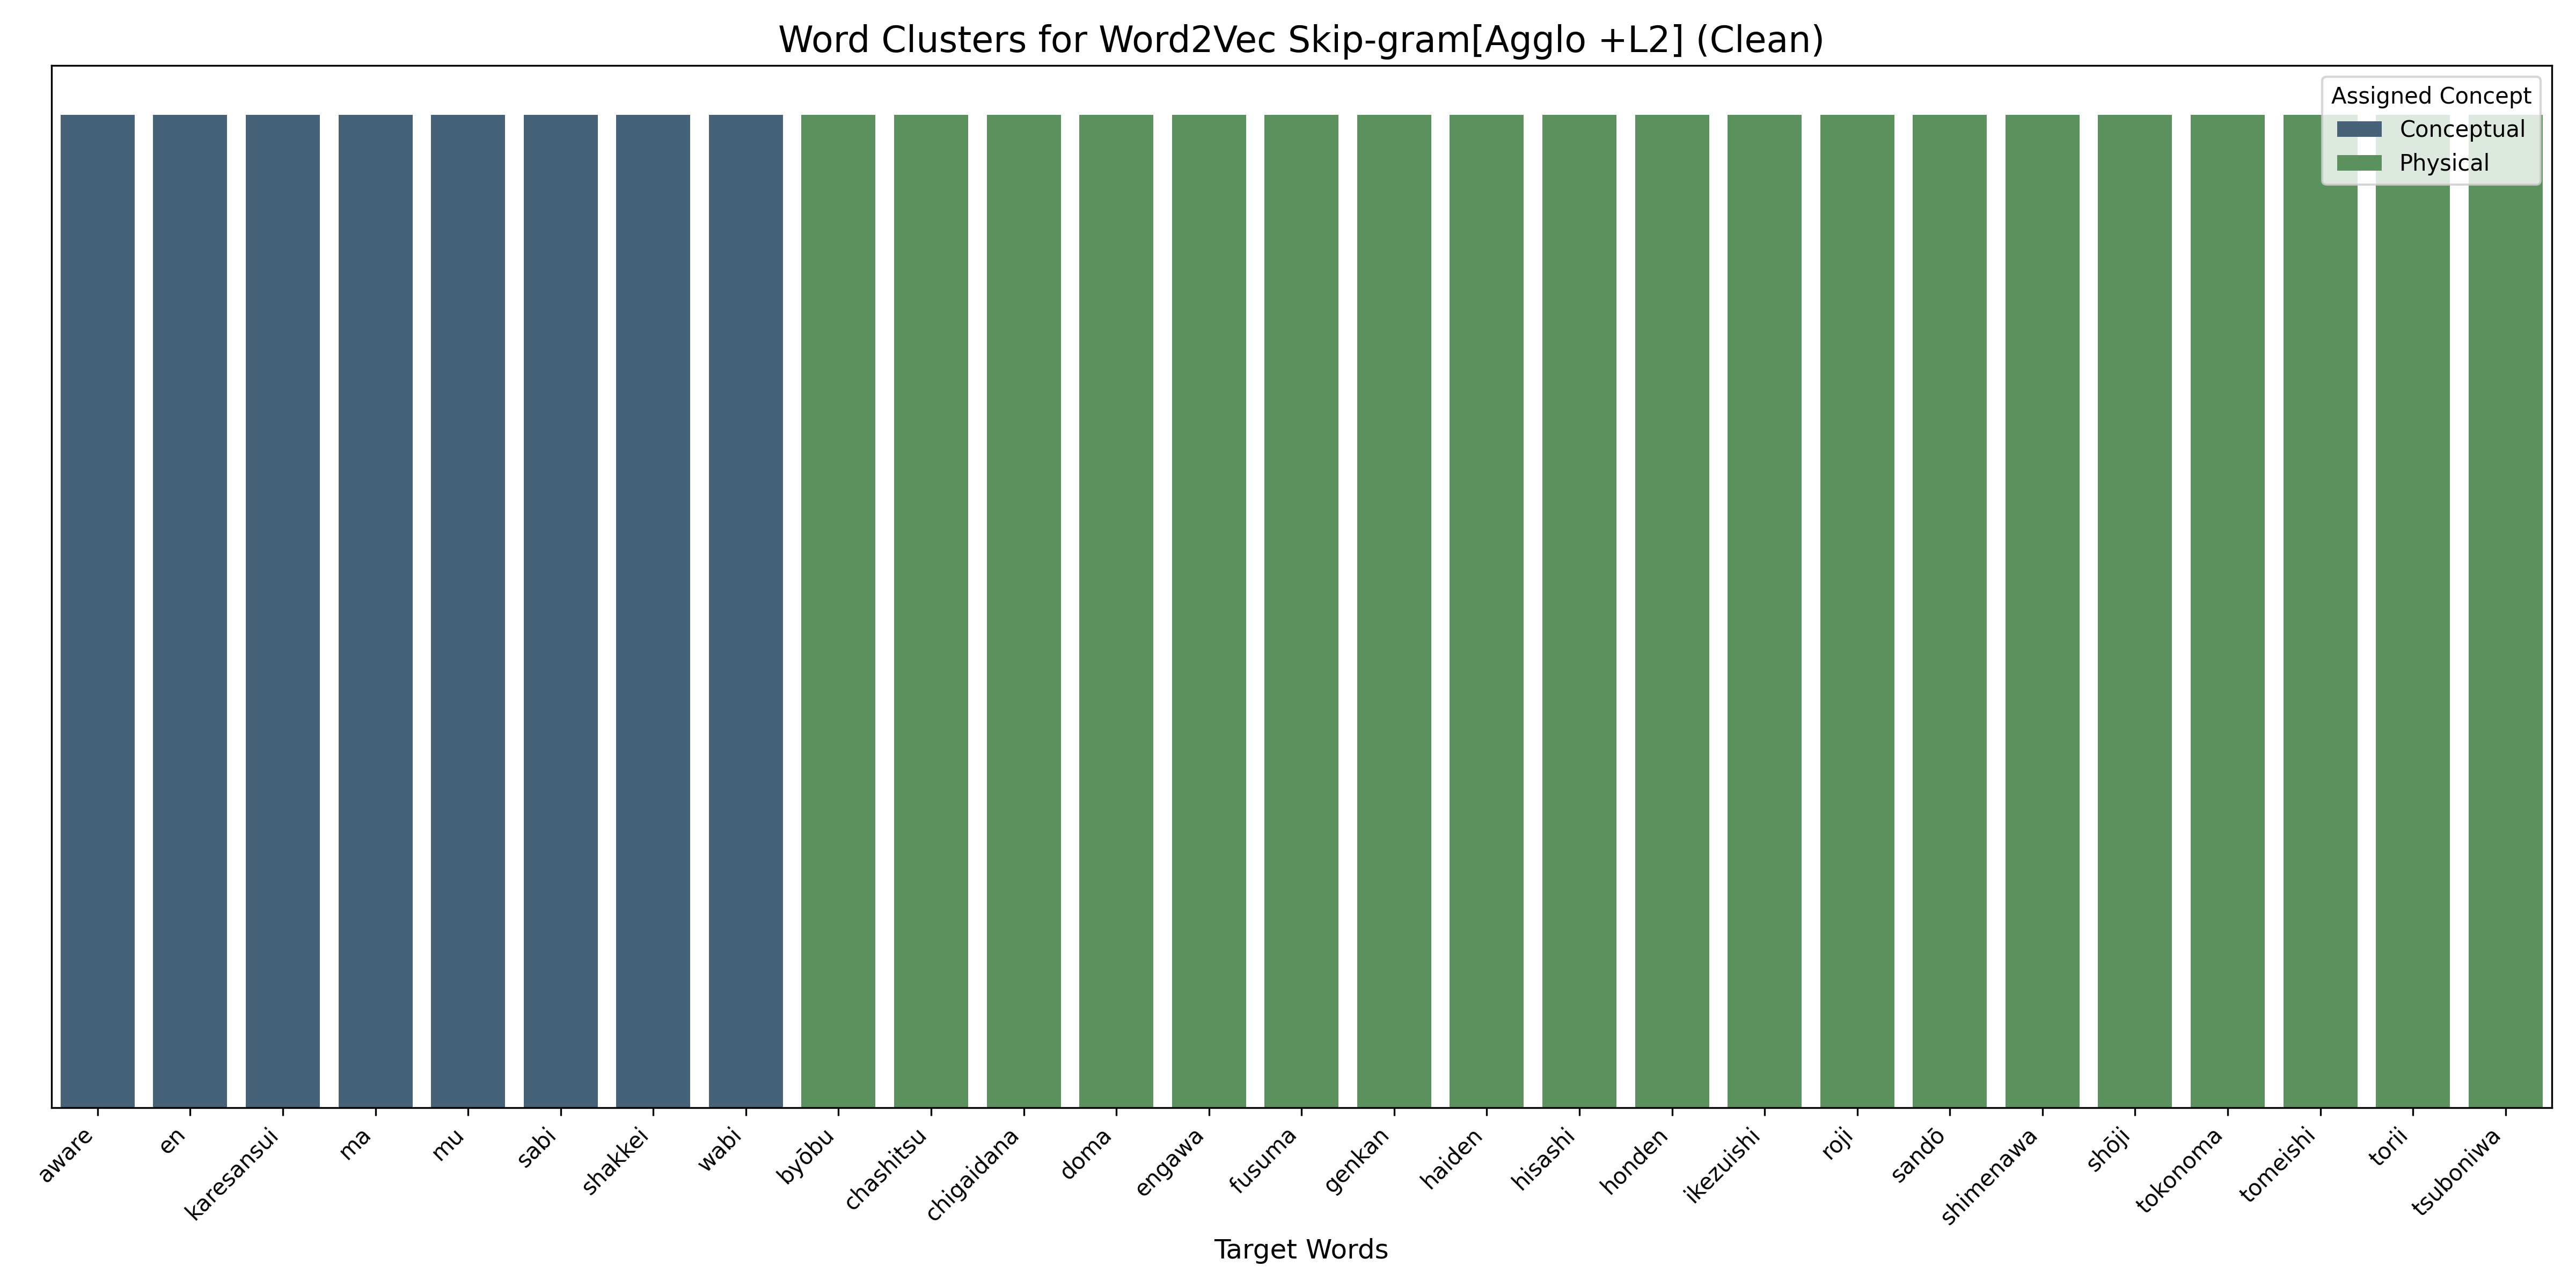 Word Clusters for Word2Vec Skip-gram[Agglo +L2] (Clean)
Assigned Concept
Conceptual
Physical
aware
en
karesansui
ma
mu
sabi
shakkei
wabi
byōbu
chashitsu
chigaidana
doma
engawa
fusuma
genkan
haiden
hisashi
honden
ikezuishi
roji
sandō
shimenawa
shōji
tokonoma
tomeishi
torii
tsuboniwa
Target Words